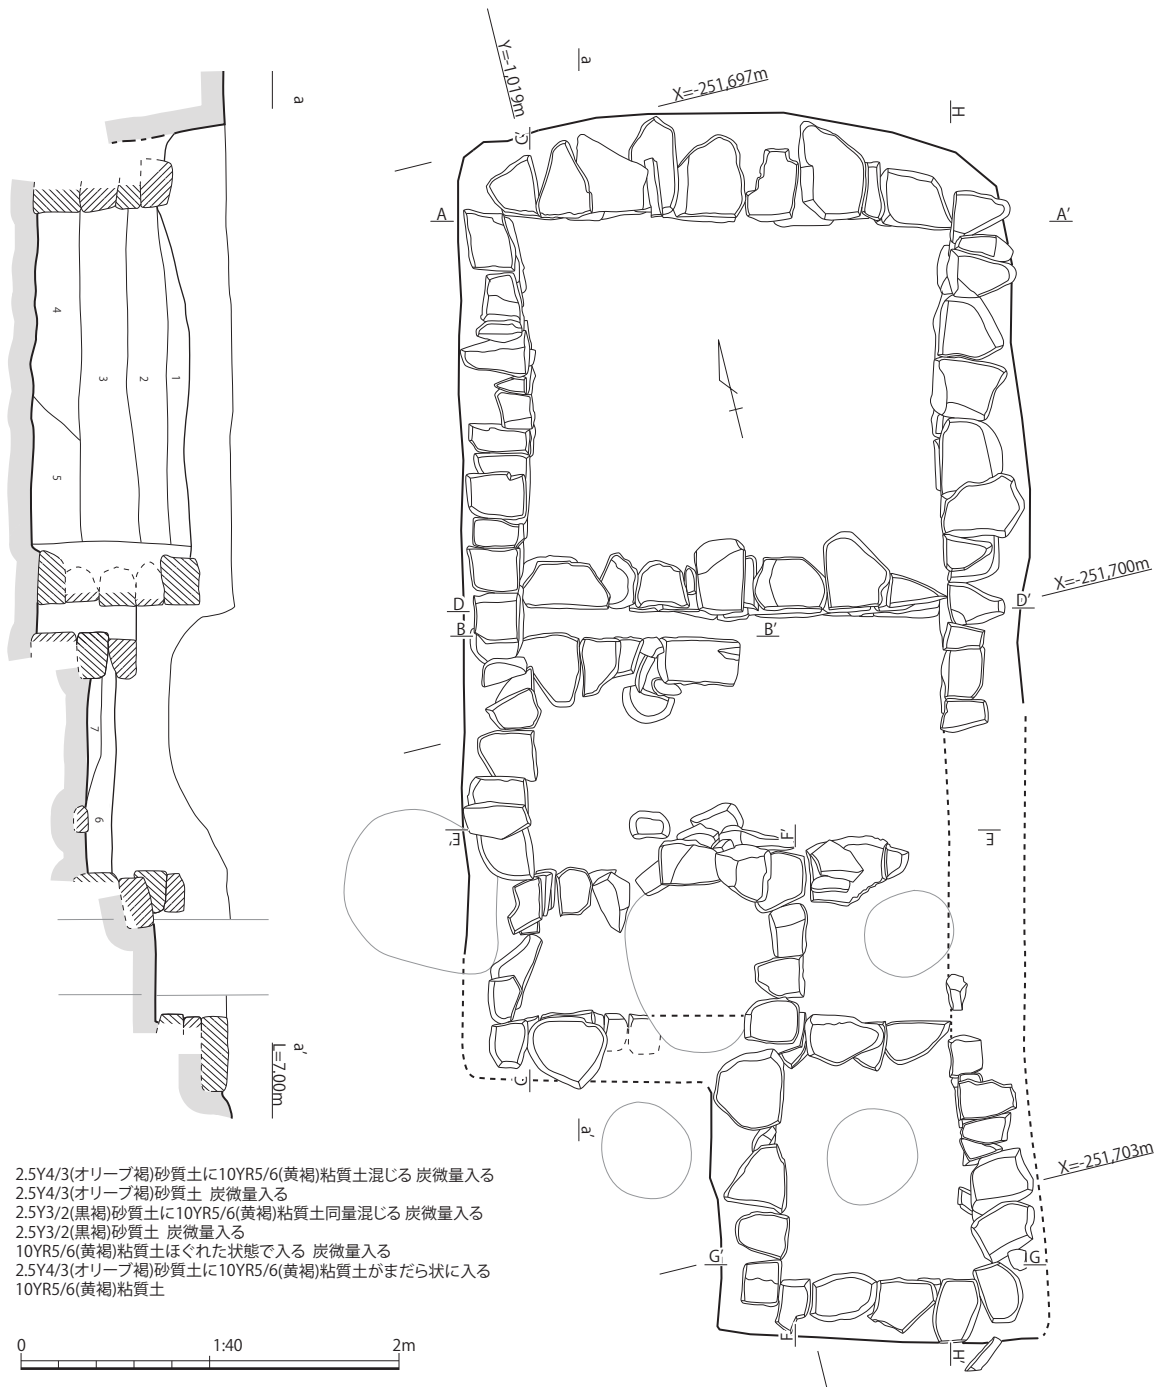 a
Y=-1,019m
a
X=-251,697m
H
C'
A
A'
4
3
2
1
5
X=-251,700m
D
D'
B
B'
7
6
E'
F'
E
a'
L=7.00m
C
a'
X=-251,703m
G'
G
F
H'
2.5Y4/3(オリーブ褐)砂質土に10YR5/6(黄褐)粘質土混じる 炭微量入る
2.5Y4/3(オリーブ褐)砂質土 炭微量入る
2.5Y3/2(黒褐)砂質土に10YR5/6(黄褐)粘質土同量混じる 炭微量入る
2.5Y3/2(黒褐)砂質土 炭微量入る
10YR5/6(黄褐)粘質土ほぐれた状態で入る 炭微量入る
2.5Y4/3(オリーブ褐)砂質土に10YR5/6(黄褐)粘質土がまだら状に入る
10YR5/6(黄褐)粘質土
0 1:40 2m